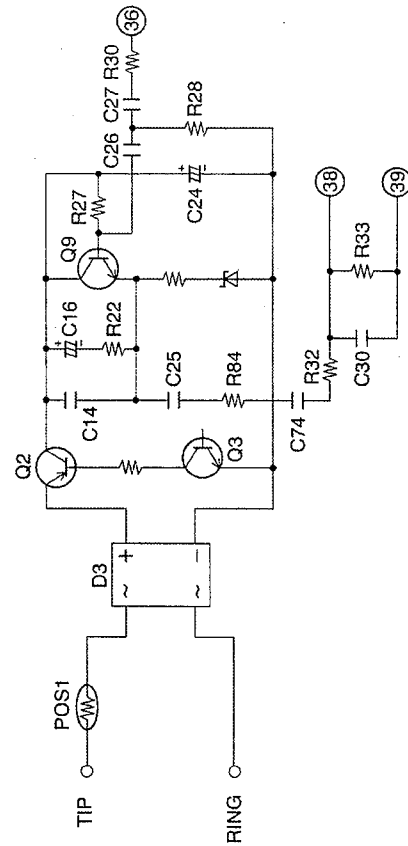 TIP
RING
POS1
D3
~
+
~
−
Q2
Q3
C14
+
C16
-
R22
C25
R84
C74
Q9
R27
+
C24
-
C26
C27
R28
R30
36
R32
C30
R33
38
39